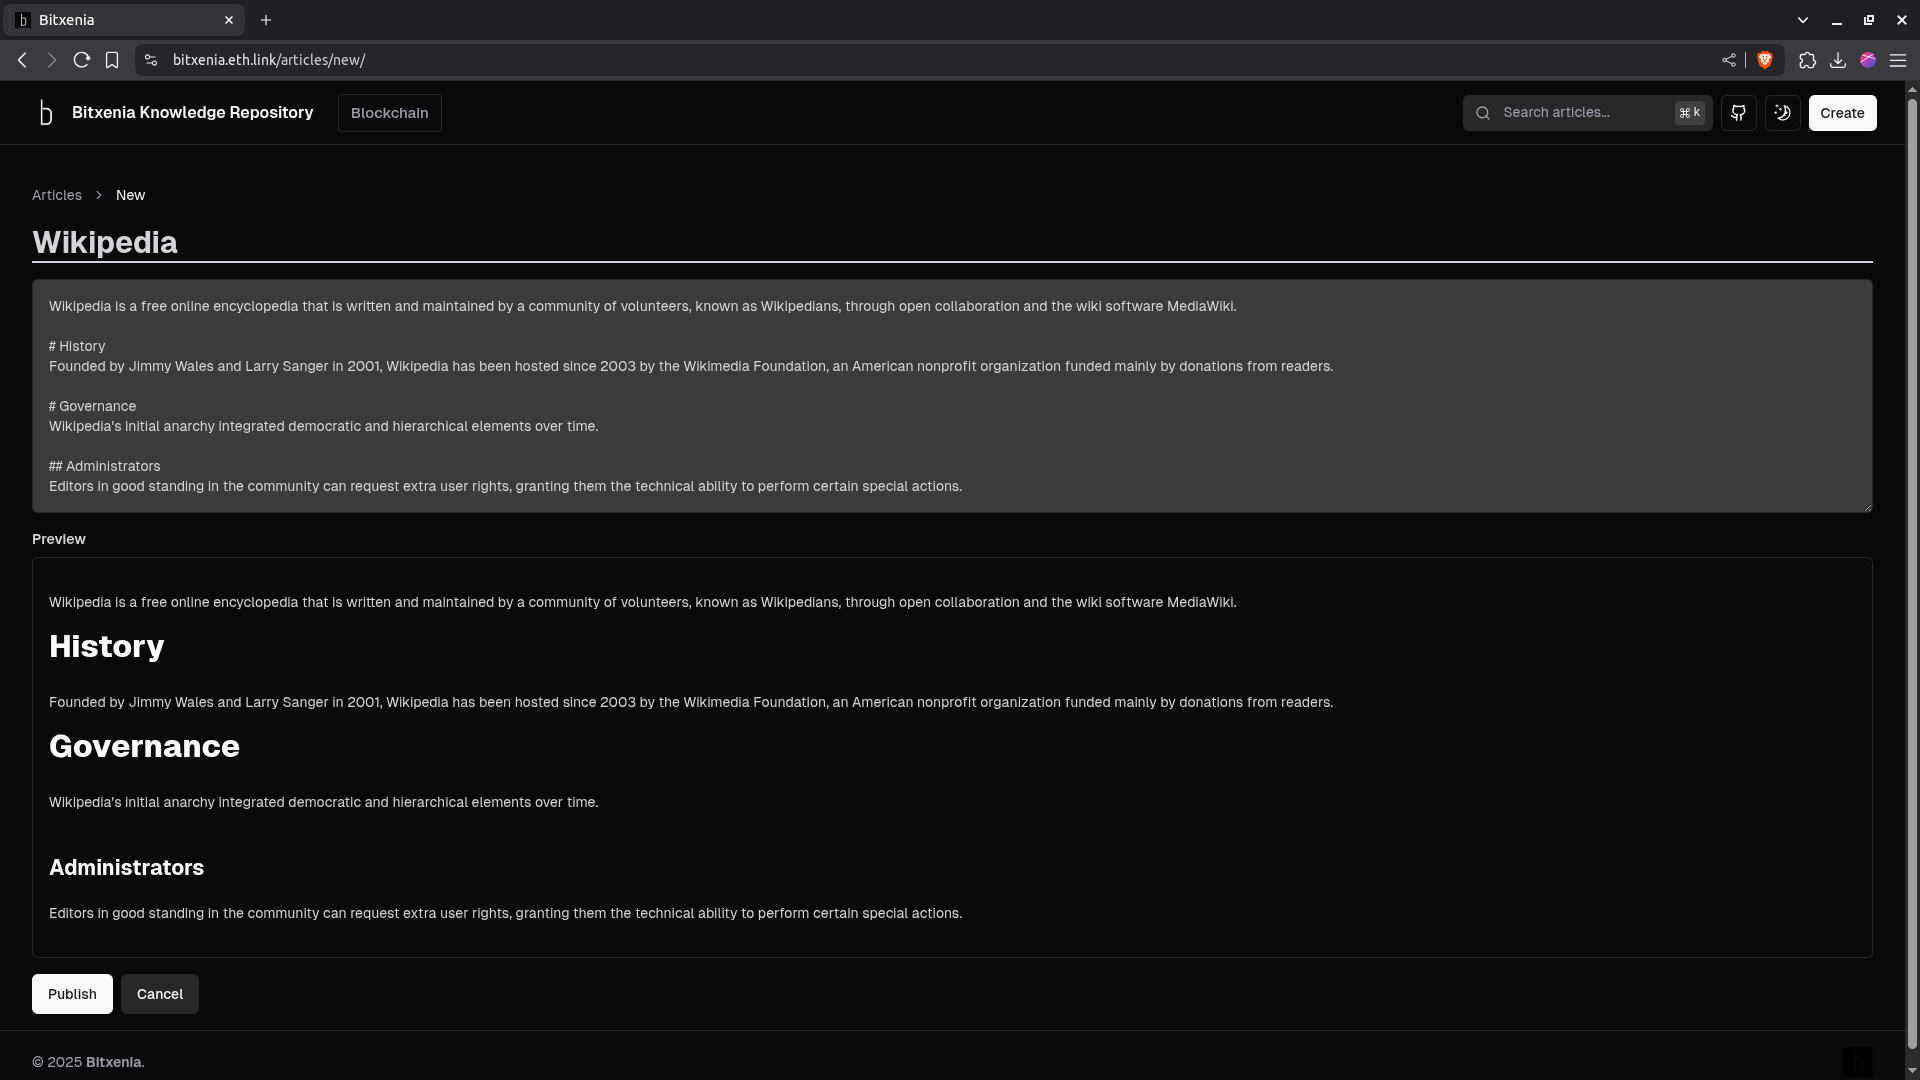 Bitxenia
bitxenia.eth.link/articles/new/
b Bitxenia Knowledge Repository Blockchain Search articles... ⌘ k Create
Articles > New
Wikipedia
Wikipedia is a free online encyclopedia that is written and maintained by a community of volunteers, known as Wikipedians, through open collaboration and the wiki software MediaWiki.
# History
Founded by Jimmy Wales and Larry Sanger in 2001, Wikipedia has been hosted since 2003 by the Wikimedia Foundation, an American nonprofit organization funded mainly by donations from readers.
# Governance
Wikipedia's initial anarchy integrated democratic and hierarchical elements over time.
## Administrators
Editors in good standing in the community can request extra user rights, granting them the technical ability to perform certain special actions.
Preview
Wikipedia is a free online encyclopedia that is written and maintained by a community of volunteers, known as Wikipedians, through open collaboration and the wiki software MediaWiki.
History
Founded by Jimmy Wales and Larry Sanger in 2001, Wikipedia has been hosted since 2003 by the Wikimedia Foundation, an American nonprofit organization funded mainly by donations from readers.
Governance
Wikipedia's initial anarchy integrated democratic and hierarchical elements over time.
Administrators
Editors in good standing in the community can request extra user rights, granting them the technical ability to perform certain special actions.
Publish Cancel
© 2025 Bitxenia.